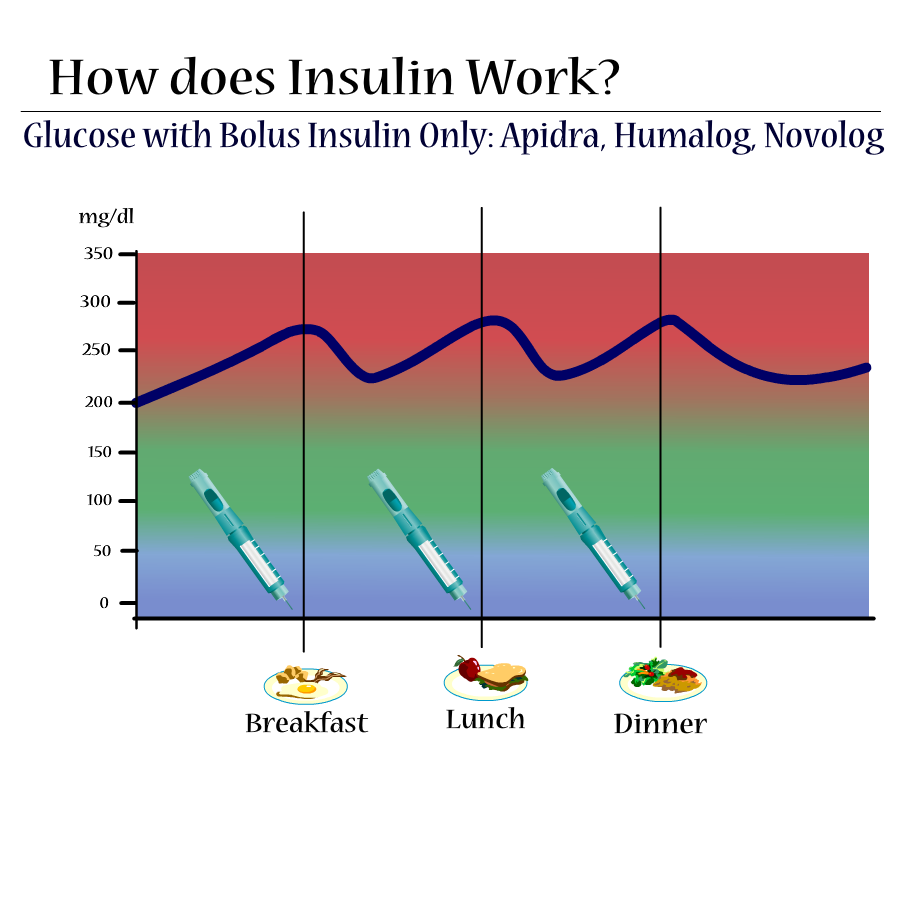 How does Insulin Work?
Glucose with Bolus Insulin Only: Apidra, Humalog, Novolog
mg/dl
350
300
250
200
150
100
50
0
Breakfast
Lunch
Dinner